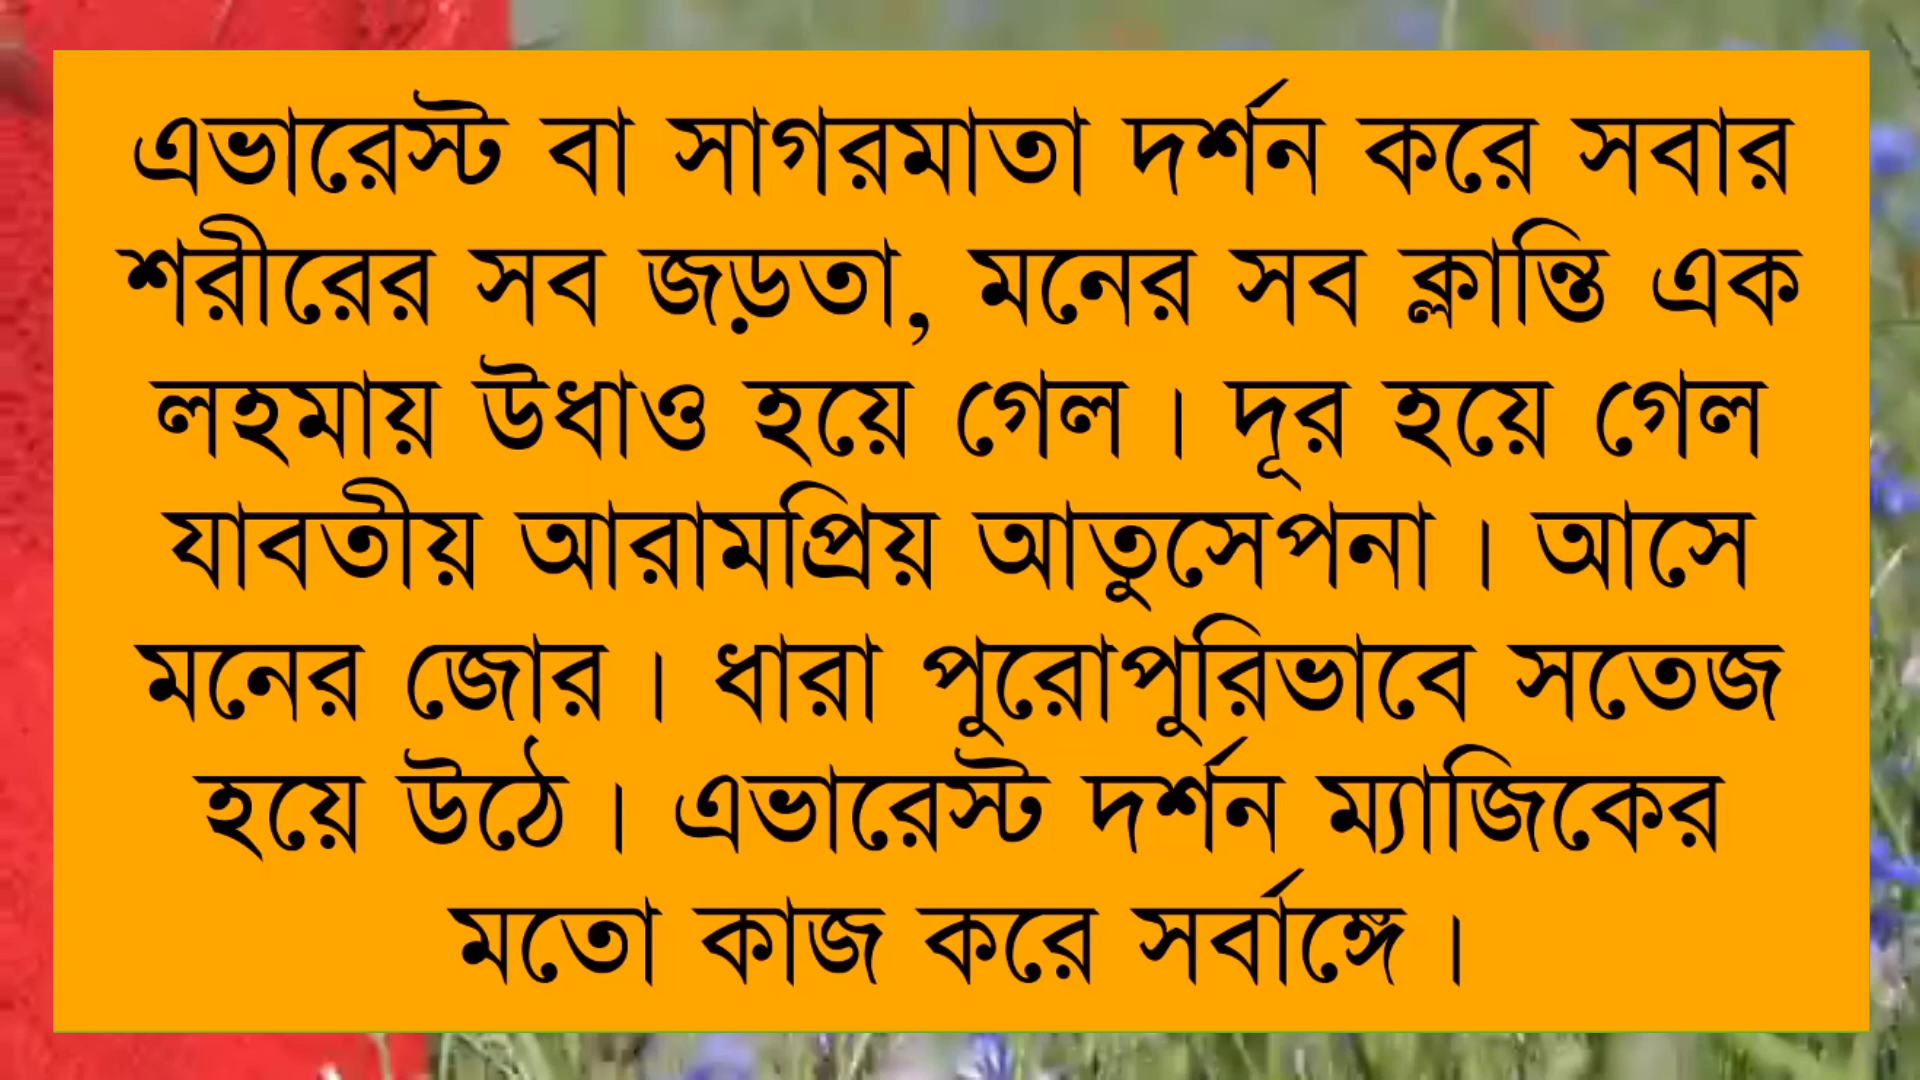 এভারেস্ট বা সাগরমাতা দর্শন করে সবার
শরীরের সব জড়তা, মনের সব ক্লান্তি এক
লহমায় উধাও হয়ে গেল। দূর হয়ে গেল
যাবতীয় আরামপ্রিয় আতুসেপনা। আসে
মনের জোর। ধারা পুরোপুরিভাবে সতেজ
হয়ে উঠে। এভারেস্ট দর্শন ম্যাজিকের
মতো কাজ করে সর্বাঙ্গে।